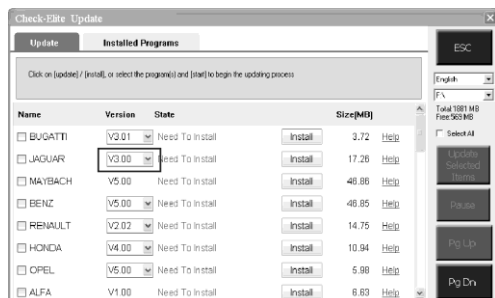 Check-Elite Update
Update
Installed Programs
Click on [update] / [install], or select the program(s) and [start] to begin the updating process
Name Version State Size[MB]
BUGATTI V3.01 Need To Install Install 3.72 Help
JAGUAR V3.00 Need To Install Install 17.26 Help
MAYBACH V5.00 Need To Install Install 46.86 Help
BENZ V5.00 Need To Install Install 46.85 Help
RENAULT V2.02 Need To Install Install 14.75 Help
HONDA V4.00 Need To Install Install 10.94 Help
OPEL V5.00 Need To Install Install 5.98 Help
ALFA V1.00 Need To Install Install 6.63 Help
ESC
English
F:\
Total:1881 MB
Free:563 MB
Select All
Update
Selected
Items
Pause
Pg Up
Pg Dn